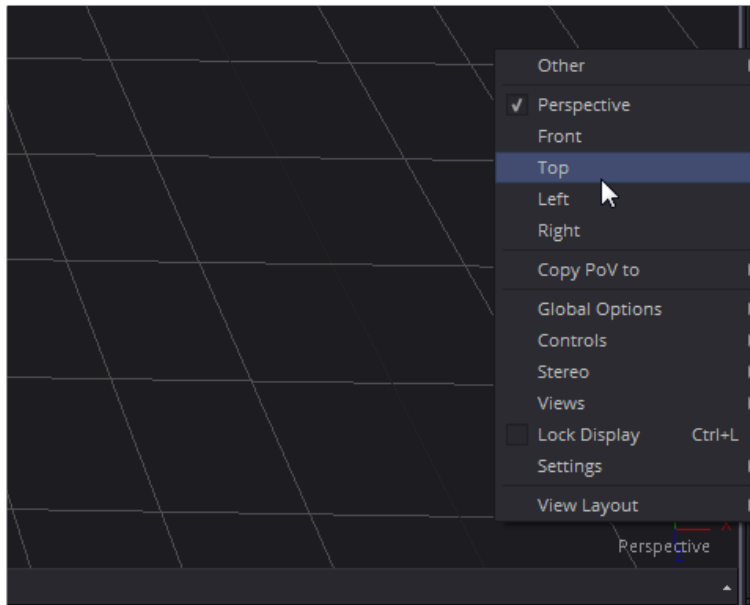 Other
Perspective
Front
Top
Left
Right
Copy PoV to
Global Options
Controls
Stereo
Views
Lock Display Ctrl+L
Settings
View Layout
X
Perspective